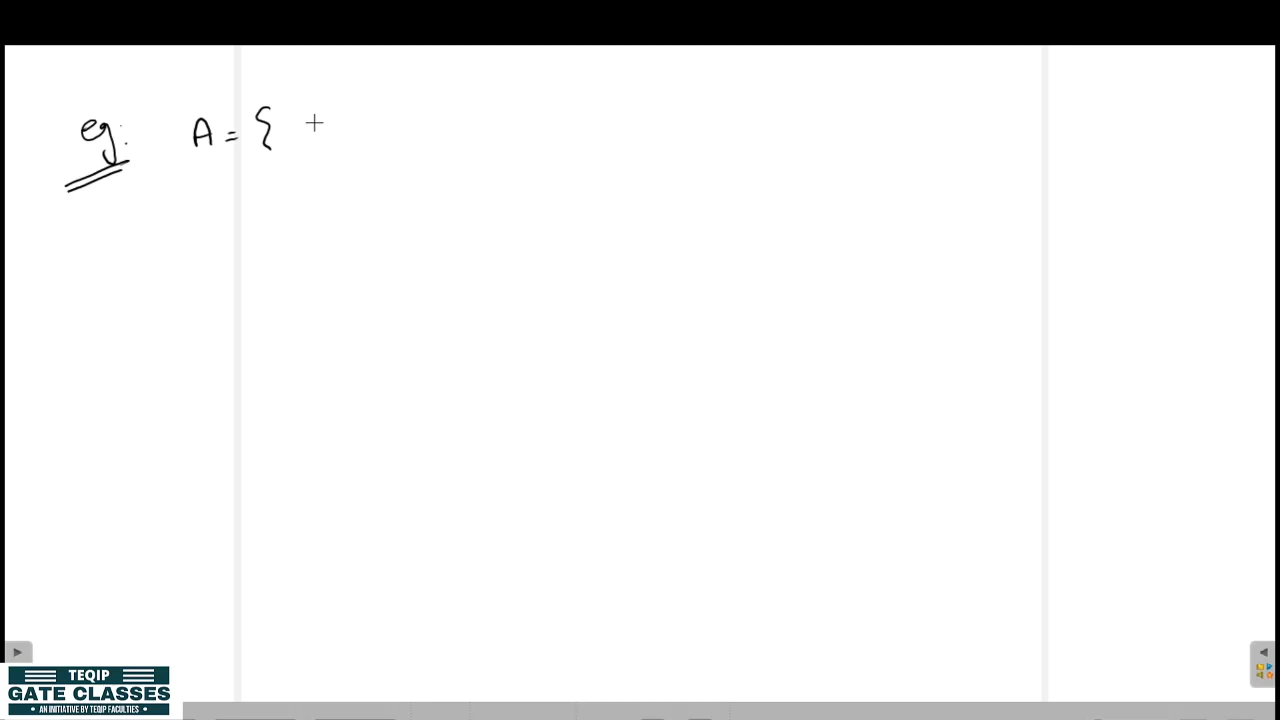 eg: A = {
TEQIP
GATE CLASSES
• AN INITIATIVE BY TEQIP FACULTIES •